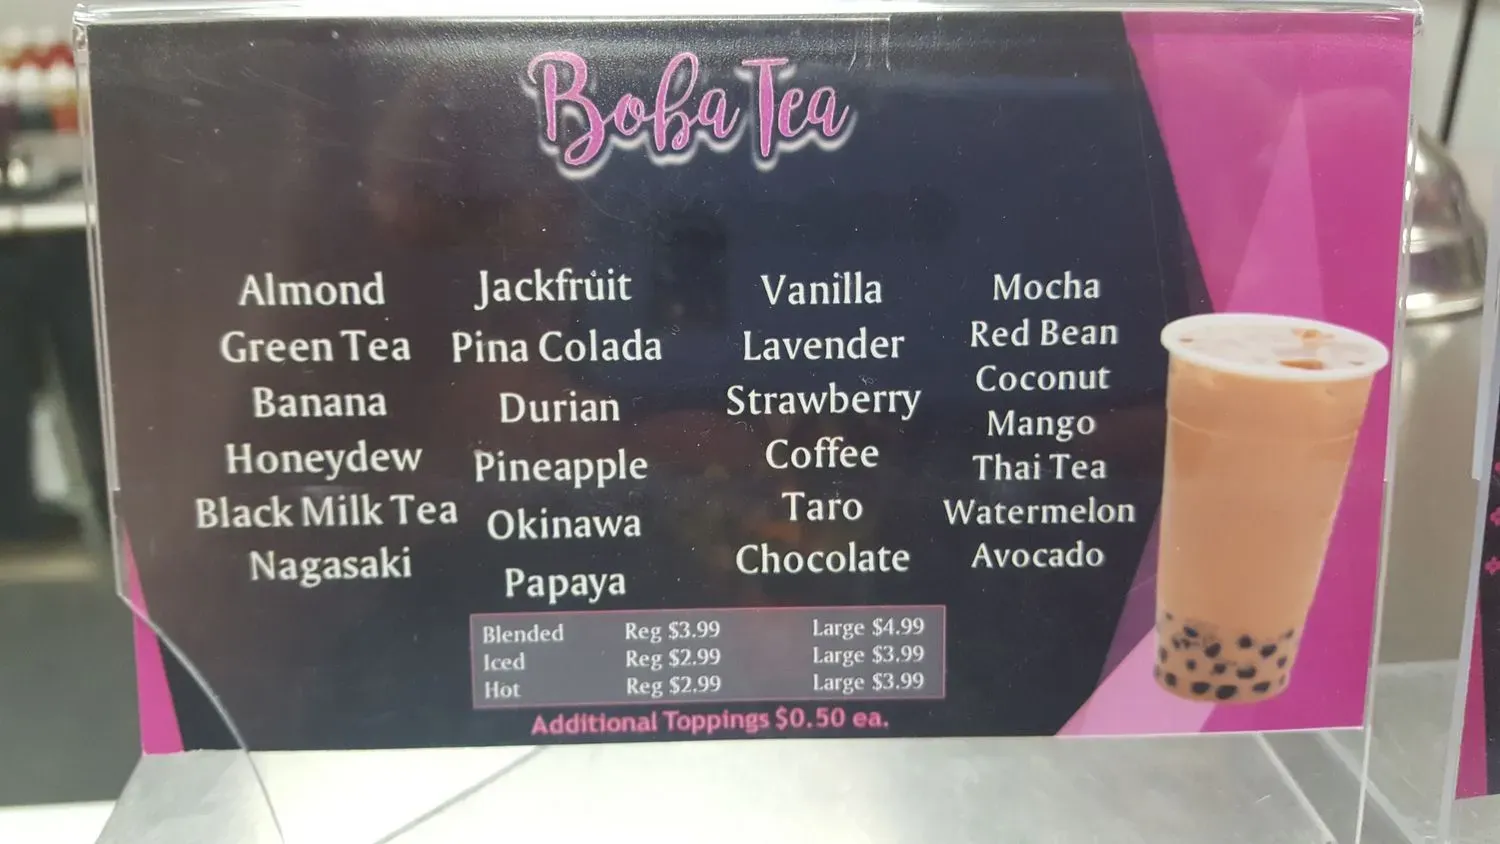 Boba Tea
Almond
Green Tea
Banana
Honeydew
Black Milk Tea
Nagasaki
Jackfruit
Pina Colada
Durian
Pineapple
Okinawa
Papaya
Vanilla
Lavender
Strawberry
Coffee
Taro
Chocolate
Mocha
Red Bean
Coconut
Mango
Thai Tea
Watermelon
Avocado
Blended Reg $3.99 Large $4.99
Iced Reg $2.99 Large $3.99
Hot Reg $2.99 Large $3.99
Additional Toppings $0.50 ea.